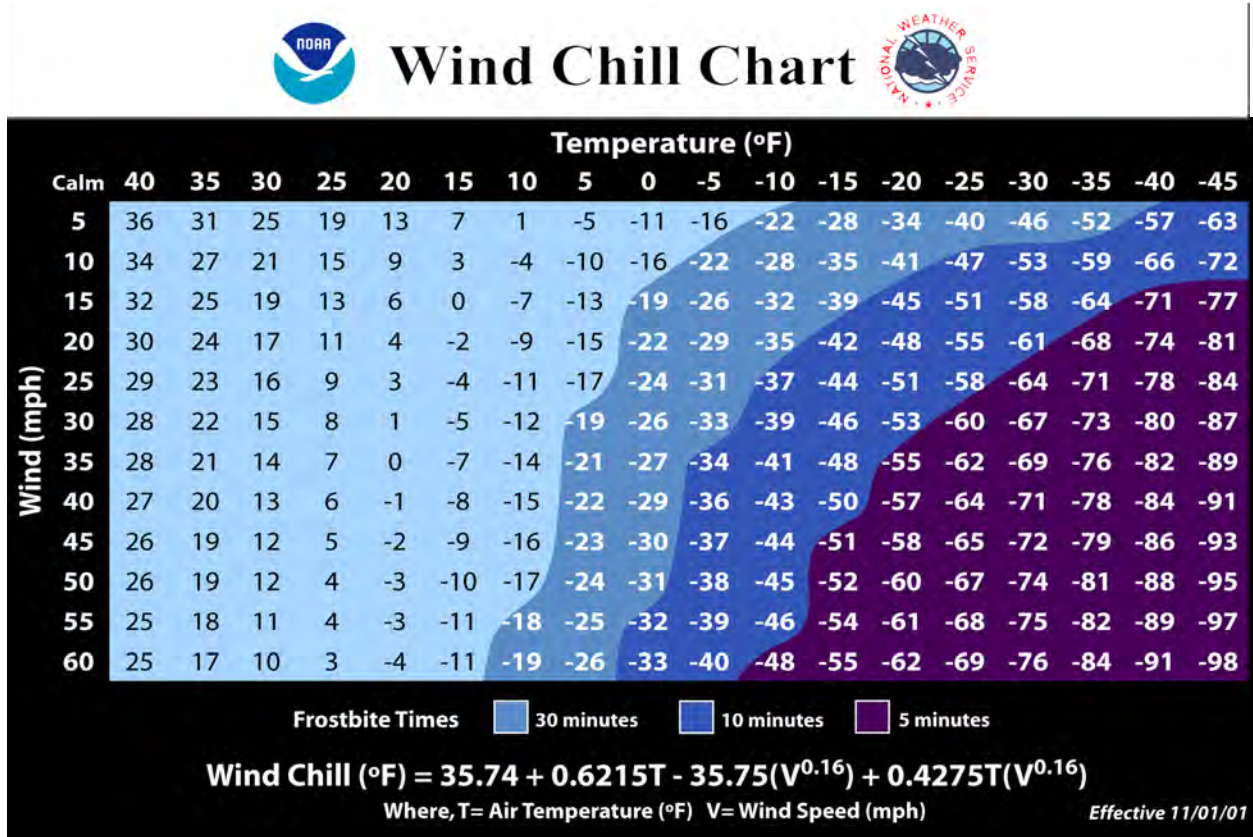 NOAA
Wind Chill Chart
NATIONAL WEATHER SERVICE
Temperature (ºF)
Calm 40 35 30 25 20 15 10 5 0 -5 -10 -15 -20 -25 -30 -35 -40 -45
Wind (mph)
5 36 31 25 19 13 7 1 -5 -11 -16 -22 -28 -34 -40 -46 -52 -57 -63
10 34 27 21 15 9 3 -4 -10 -16 -22 -28 -35 -41 -47 -53 -59 -66 -72
15 32 25 19 13 6 0 -7 -13 -19 -26 -32 -39 -45 -51 -58 -64 -71 -77
20 30 24 17 11 4 -2 -9 -15 -22 -29 -35 -42 -48 -55 -61 -68 -74 -81
25 29 23 16 9 3 -4 -11 -17 -24 -31 -37 -44 -51 -58 -64 -71 -78 -84
30 28 22 15 8 1 -5 -12 -19 -26 -33 -39 -46 -53 -60 -67 -73 -80 -87
35 28 21 14 7 0 -7 -14 -21 -27 -34 -41 -48 -55 -62 -69 -76 -82 -89
40 27 20 13 6 -1 -8 -15 -22 -29 -36 -43 -50 -57 -64 -71 -78 -84 -91
45 26 19 12 5 -2 -9 -16 -23 -30 -37 -44 -51 -58 -65 -72 -79 -86 -93
50 26 19 12 4 -3 -10 -17 -24 -31 -38 -45 -52 -60 -67 -74 -81 -88 -95
55 25 18 11 4 -3 -11 -18 -25 -32 -39 -46 -54 -61 -68 -75 -82 -89 -97
60 25 17 10 3 -4 -11 -19 -26 -33 -40 -48 -55 -62 -69 -76 -84 -91 -98
Frostbite Times 30 minutes 10 minutes 5 minutes
Wind Chill (ºF) = 35.74 + 0.6215T - 35.75(V^0.16) + 0.4275T(V^0.16)
Where, T= Air Temperature (ºF) V= Wind Speed (mph) Effective 11/01/01